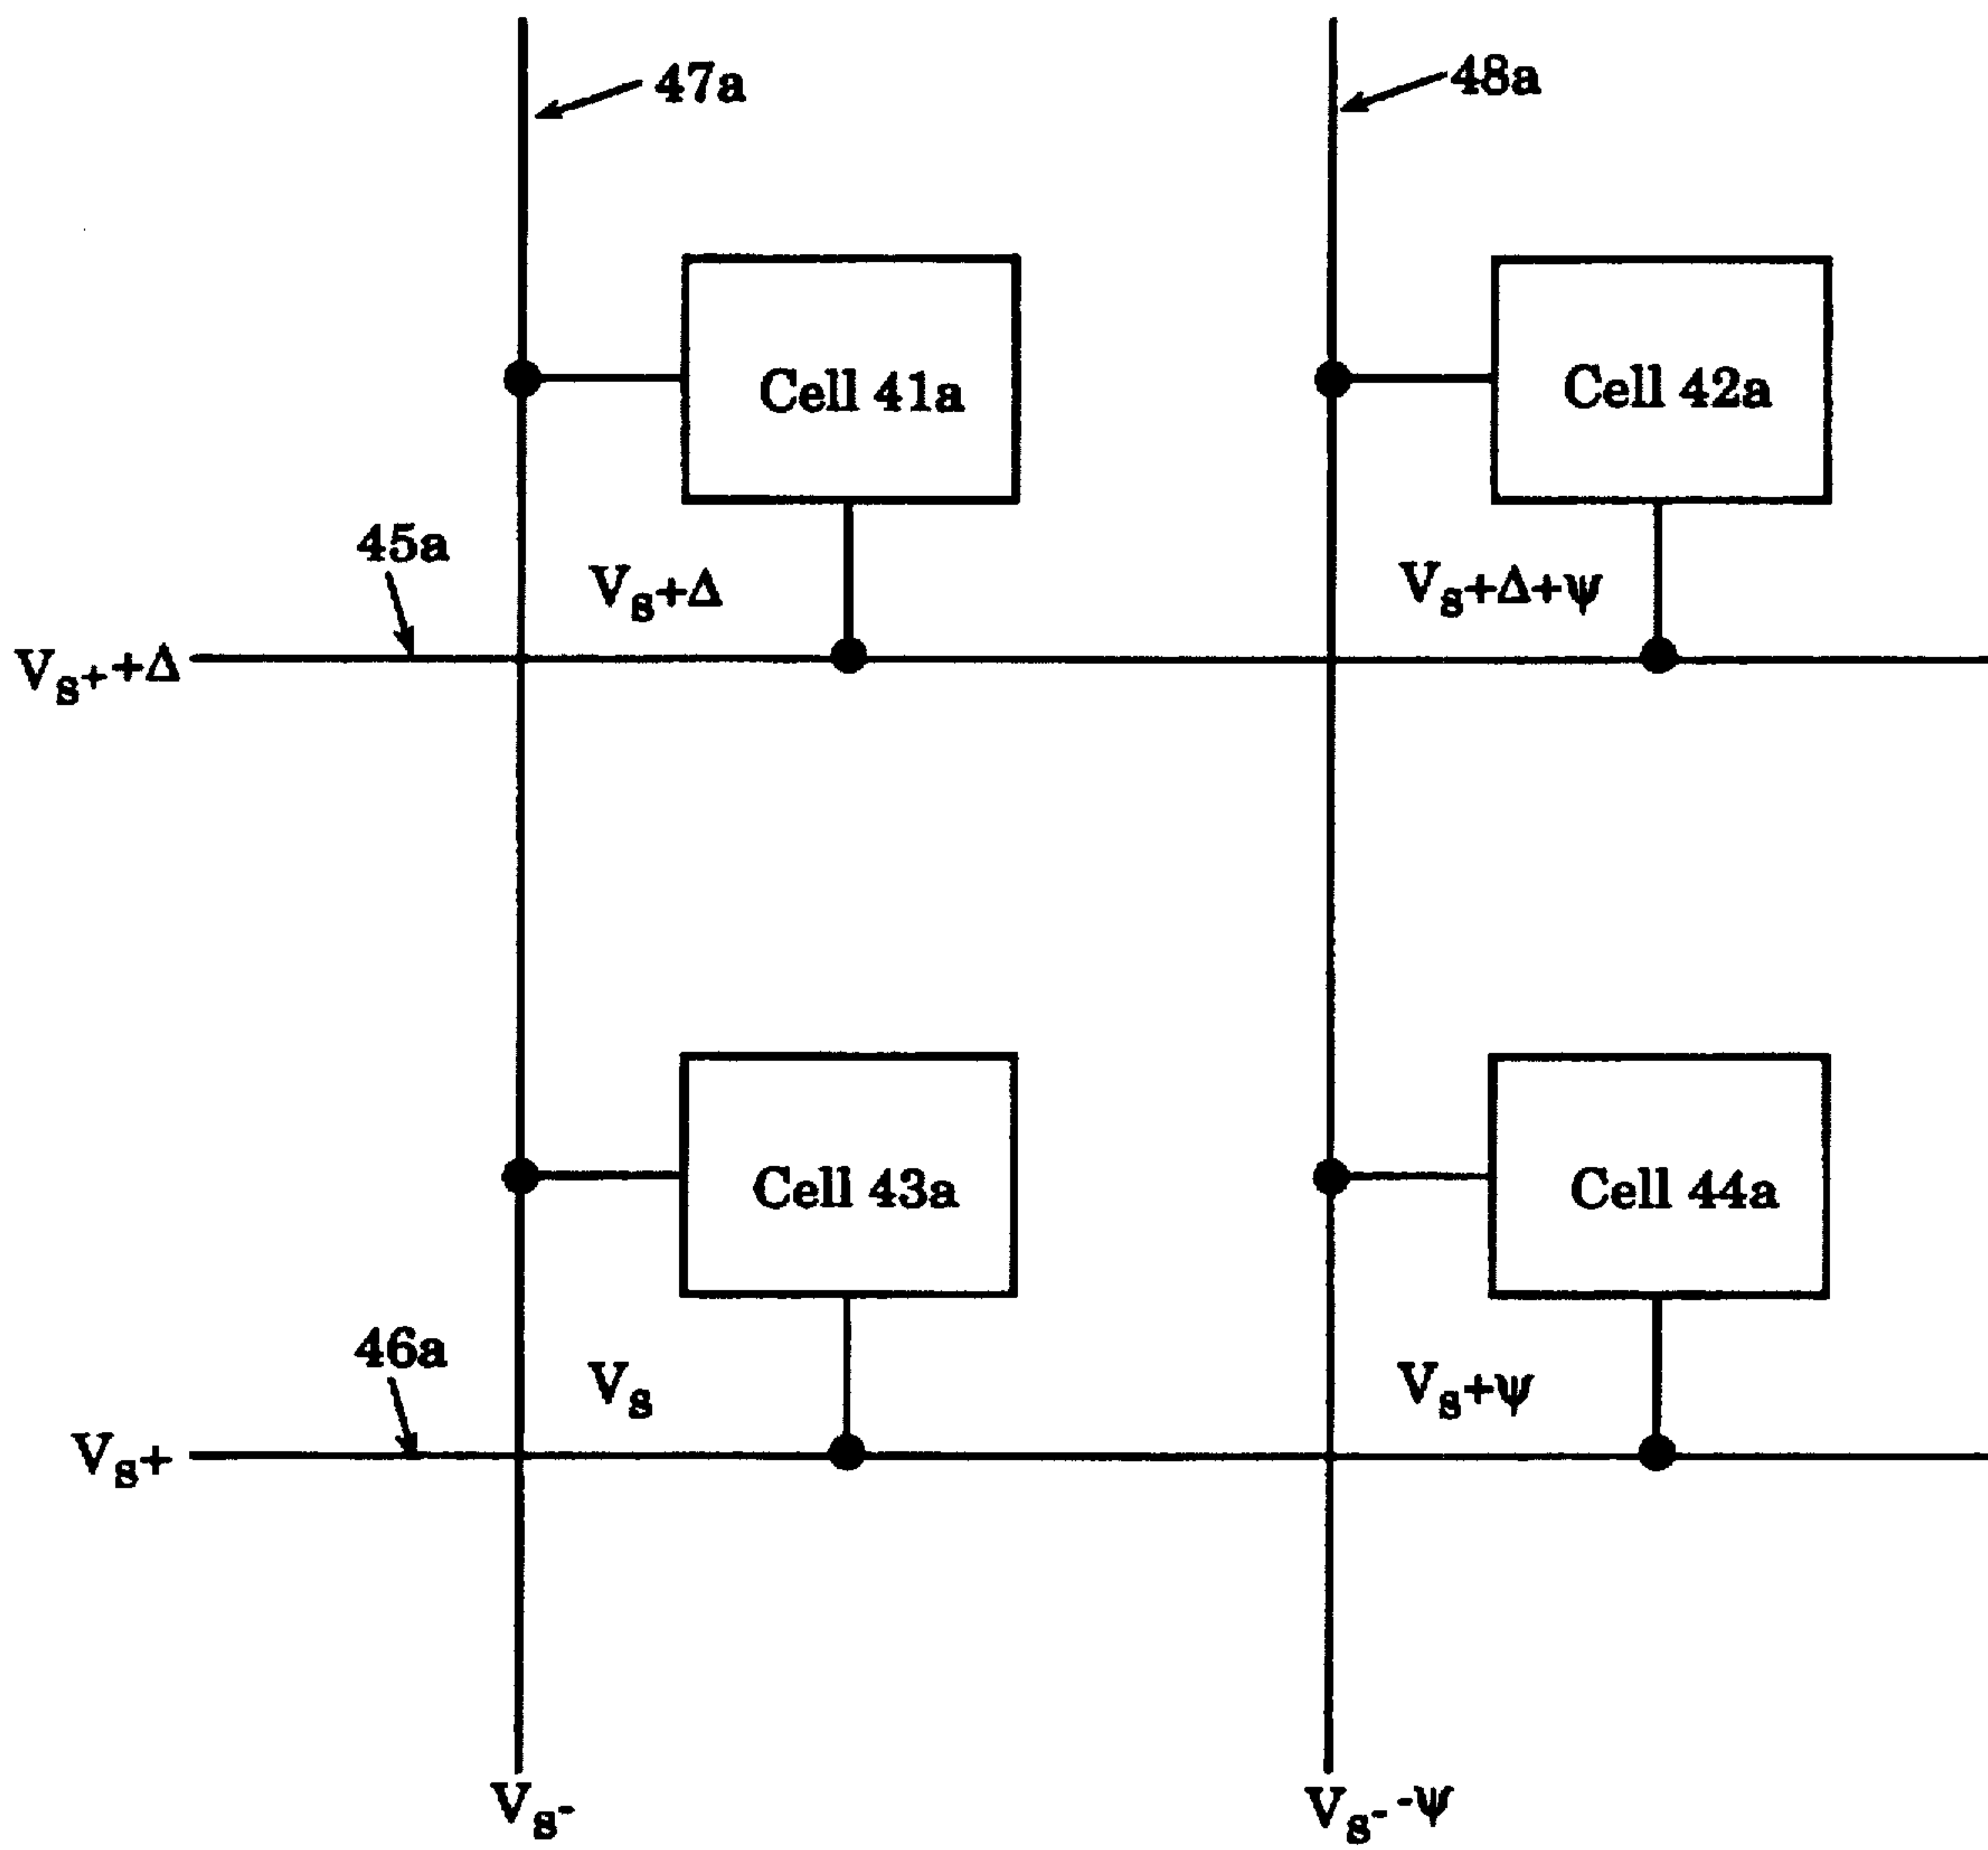 47a
48a
Cell 41a
Cell 42a
45a
Vs+Δ
Vs+Δ+ψ
Vs++Δ
Cell 43a
Cell 44a
46a
Vs
Vs+ψ
Vs+
Vs-
Vs--ψ